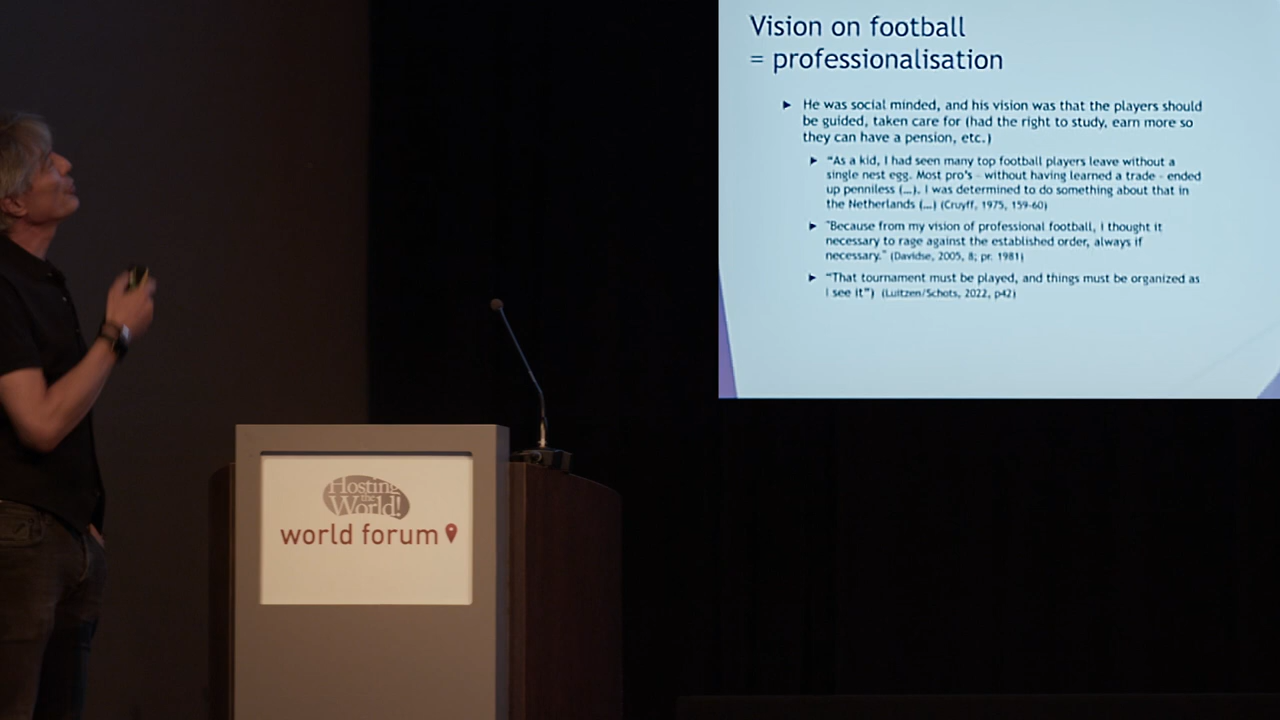 Vision on football
= professionalisation
He was social minded, and his vision was that the players should
be guided, taken care for (had the right to study, earn more so
they can have a pension, etc.)
"As a kid, I had seen many top football players leave without a
single nest egg. Most pro's - without having learned a trade - ended
up penniless (…). I was determined to do something about that in
the Netherlands (…) (Cruyff, 1975, 159-60)
"Because from my vision of professional football, I thought it
necessary to rage against the established order, always if
necessary." (Davidse, 2005, 8; pr. 1981)
"That tournament must be played, and things must be organized as
I see it") (Luitzen/Schots, 2022, p42)
Hosting
the
World!
world forum